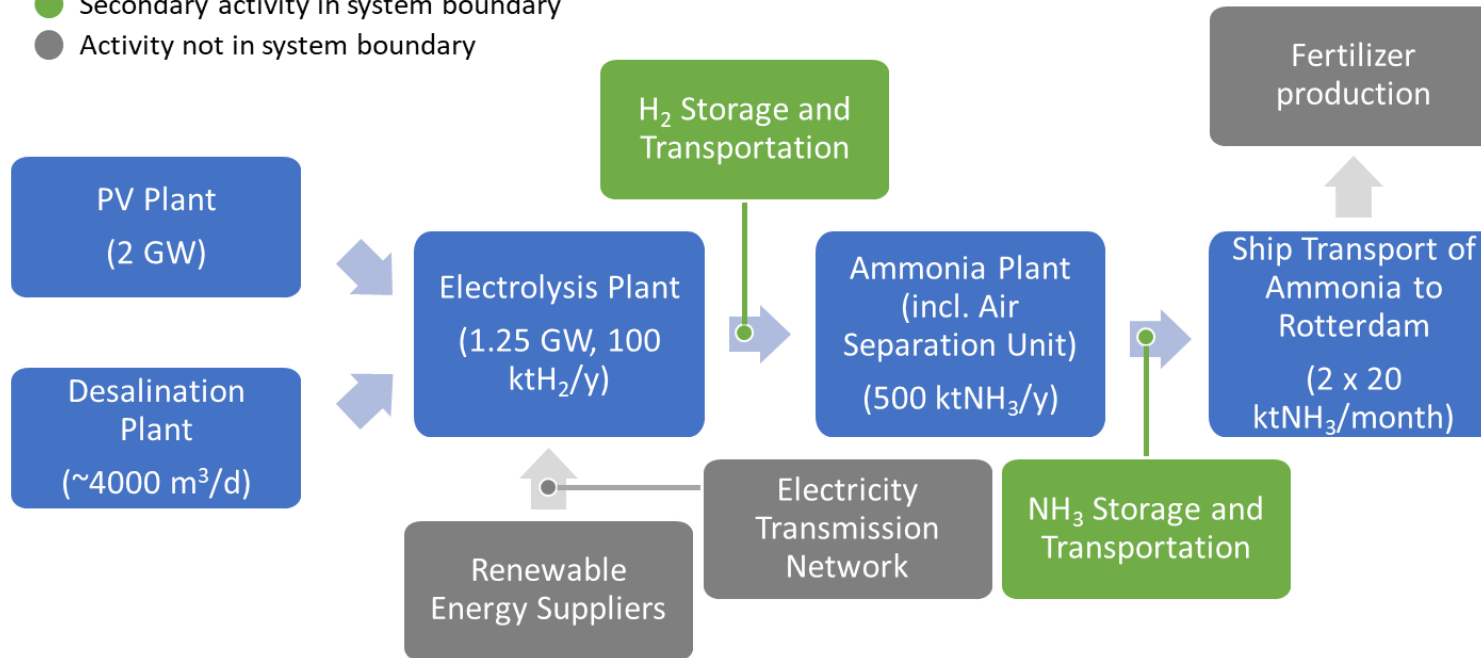 Secondary activity in system boundary
Activity not in system boundary
Fertilizer
production
H₂ Storage and
Transportation
PV Plant
(2 GW)
Electrolysis Plant
(1.25 GW, 100
ktH₂/y)
Ammonia Plant
(incl. Air
Separation Unit)
(500 ktNH₃/y)
Ship Transport of
Ammonia to
Rotterdam
(2 x 20
ktNH₃/month)
Desalination
Plant
(~4000 m³/d)
Renewable
Energy Suppliers
Electricity
Transmission
Network
NH₃ Storage and
Transportation